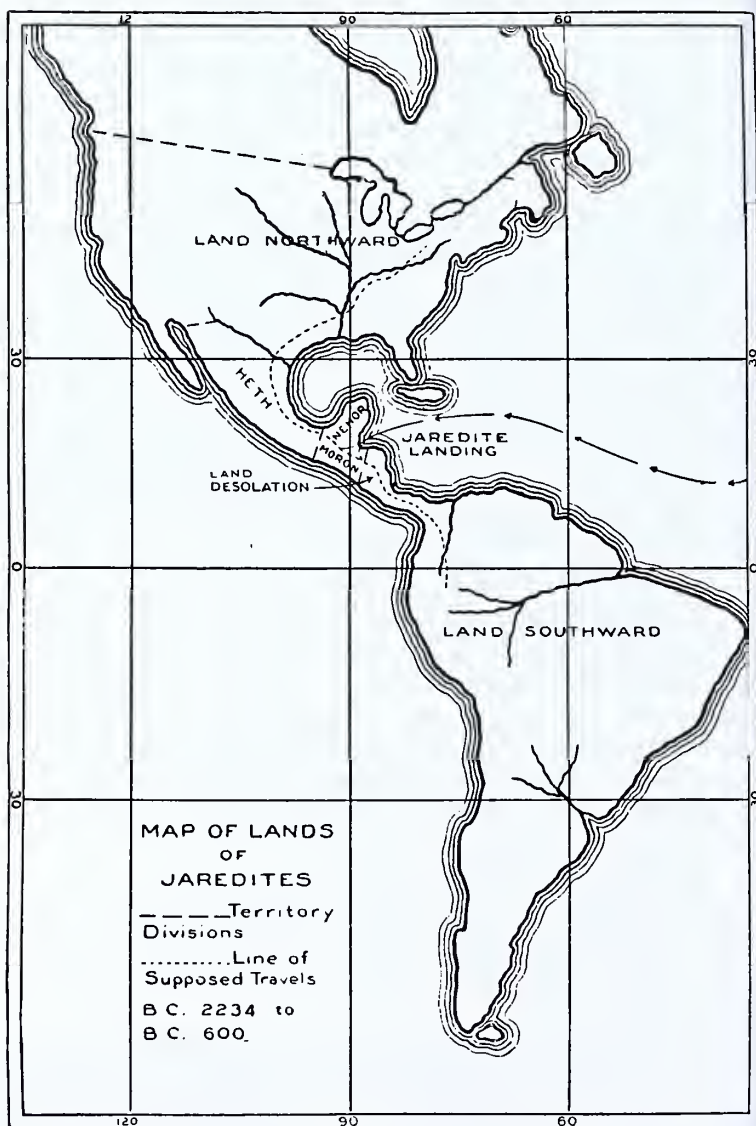 12 90 60
LAND NORTHWARD
30 30
HETH
NEHOR
JAREDITE
LANDING
MORON
LAND
DESOLATION
0 0
LAND SOUTHWARD
30 30
MAP OF LANDS
OF
JAREDITES
Territory
Divisions
Line of
Supposed Travels
B C. 2234 to
B C. 600
120 90 60